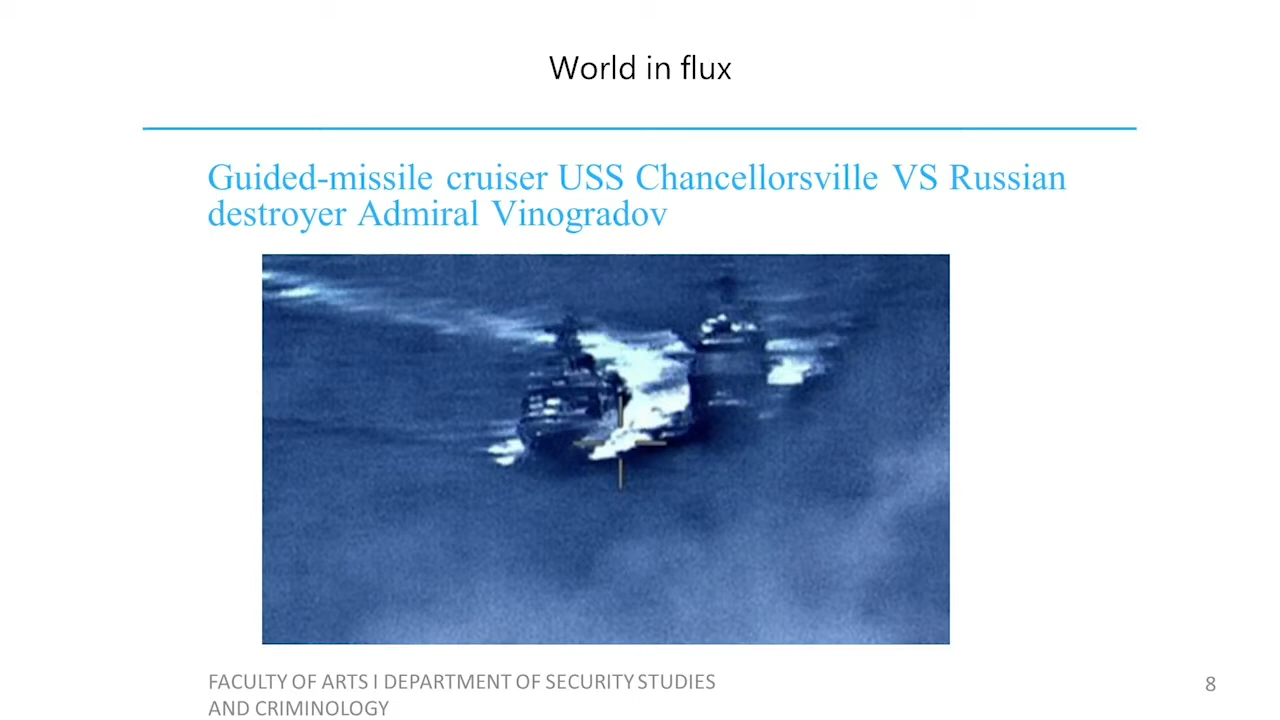 World in flux
Guided-missile cruiser USS Chancellorsville VS Russian
destroyer Admiral Vinogradov
FACULTY OF ARTS I DEPARTMENT OF SECURITY STUDIES
AND CRIMINOLOGY
8